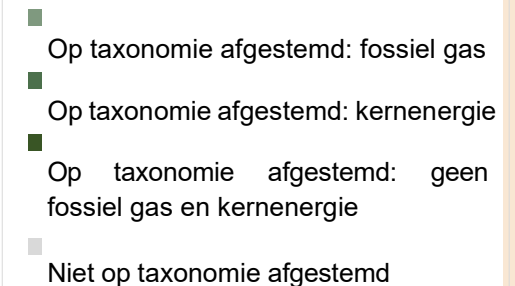 Op taxonomie afgestemd: fossiel gas
Op taxonomie afgestemd: kernenergie
Op taxonomie afgestemd: geen
fossiel gas en kernenergie
Niet op taxonomie afgestemd